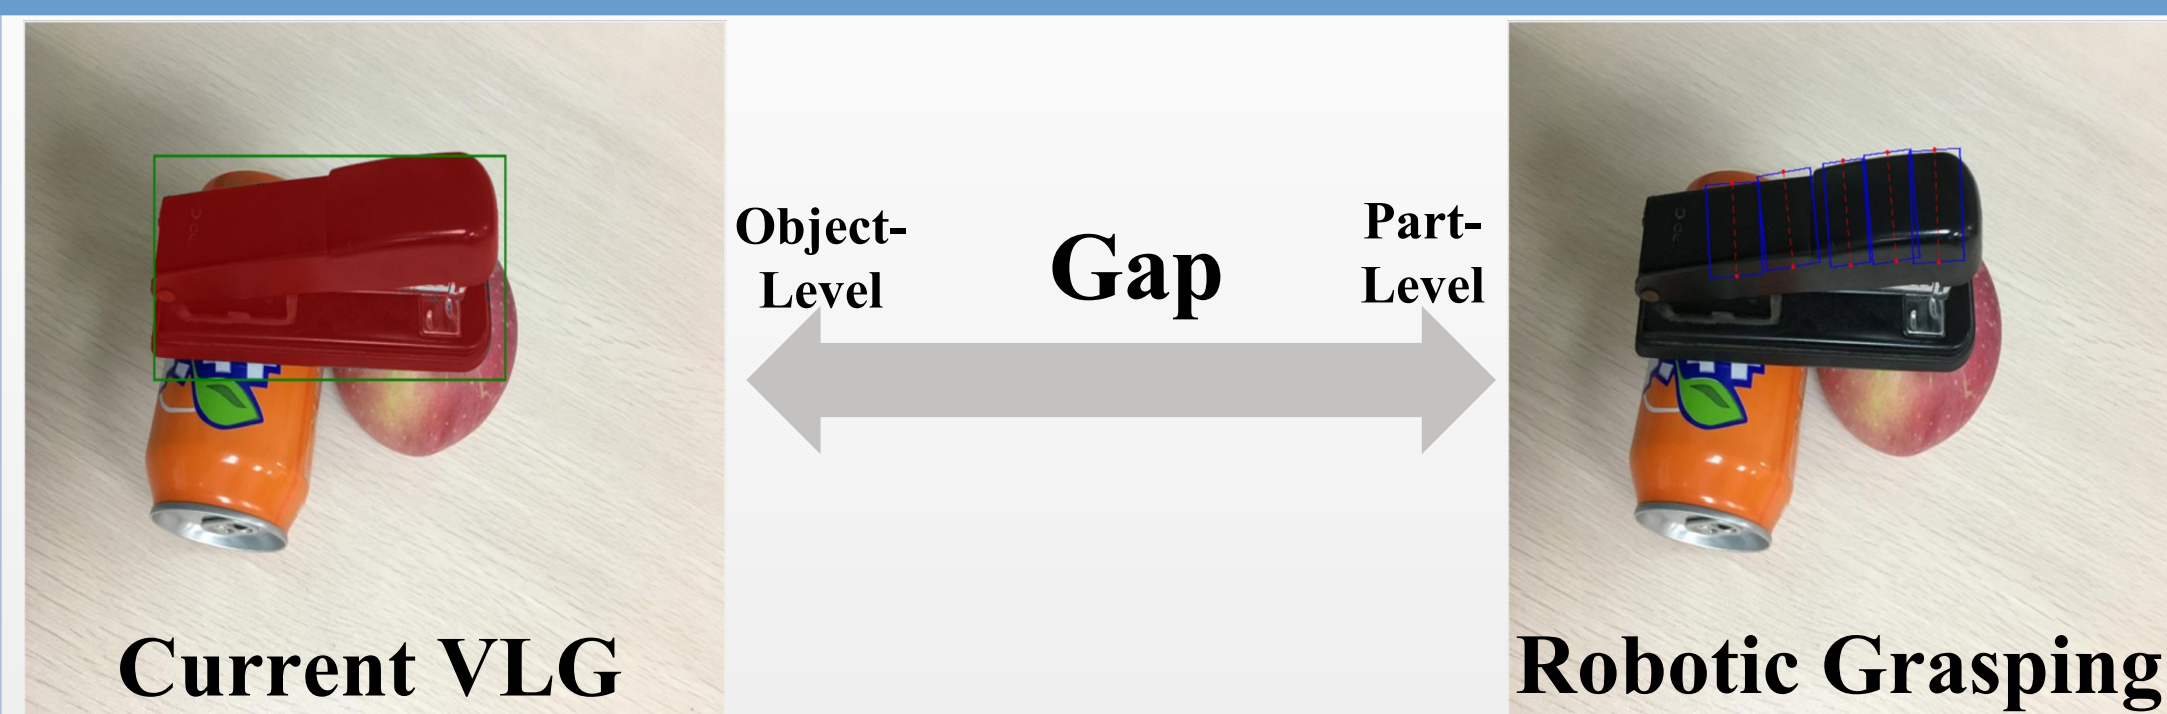 Object-
Level
Gap
Part-
Level
Current VLG
Robotic Grasping